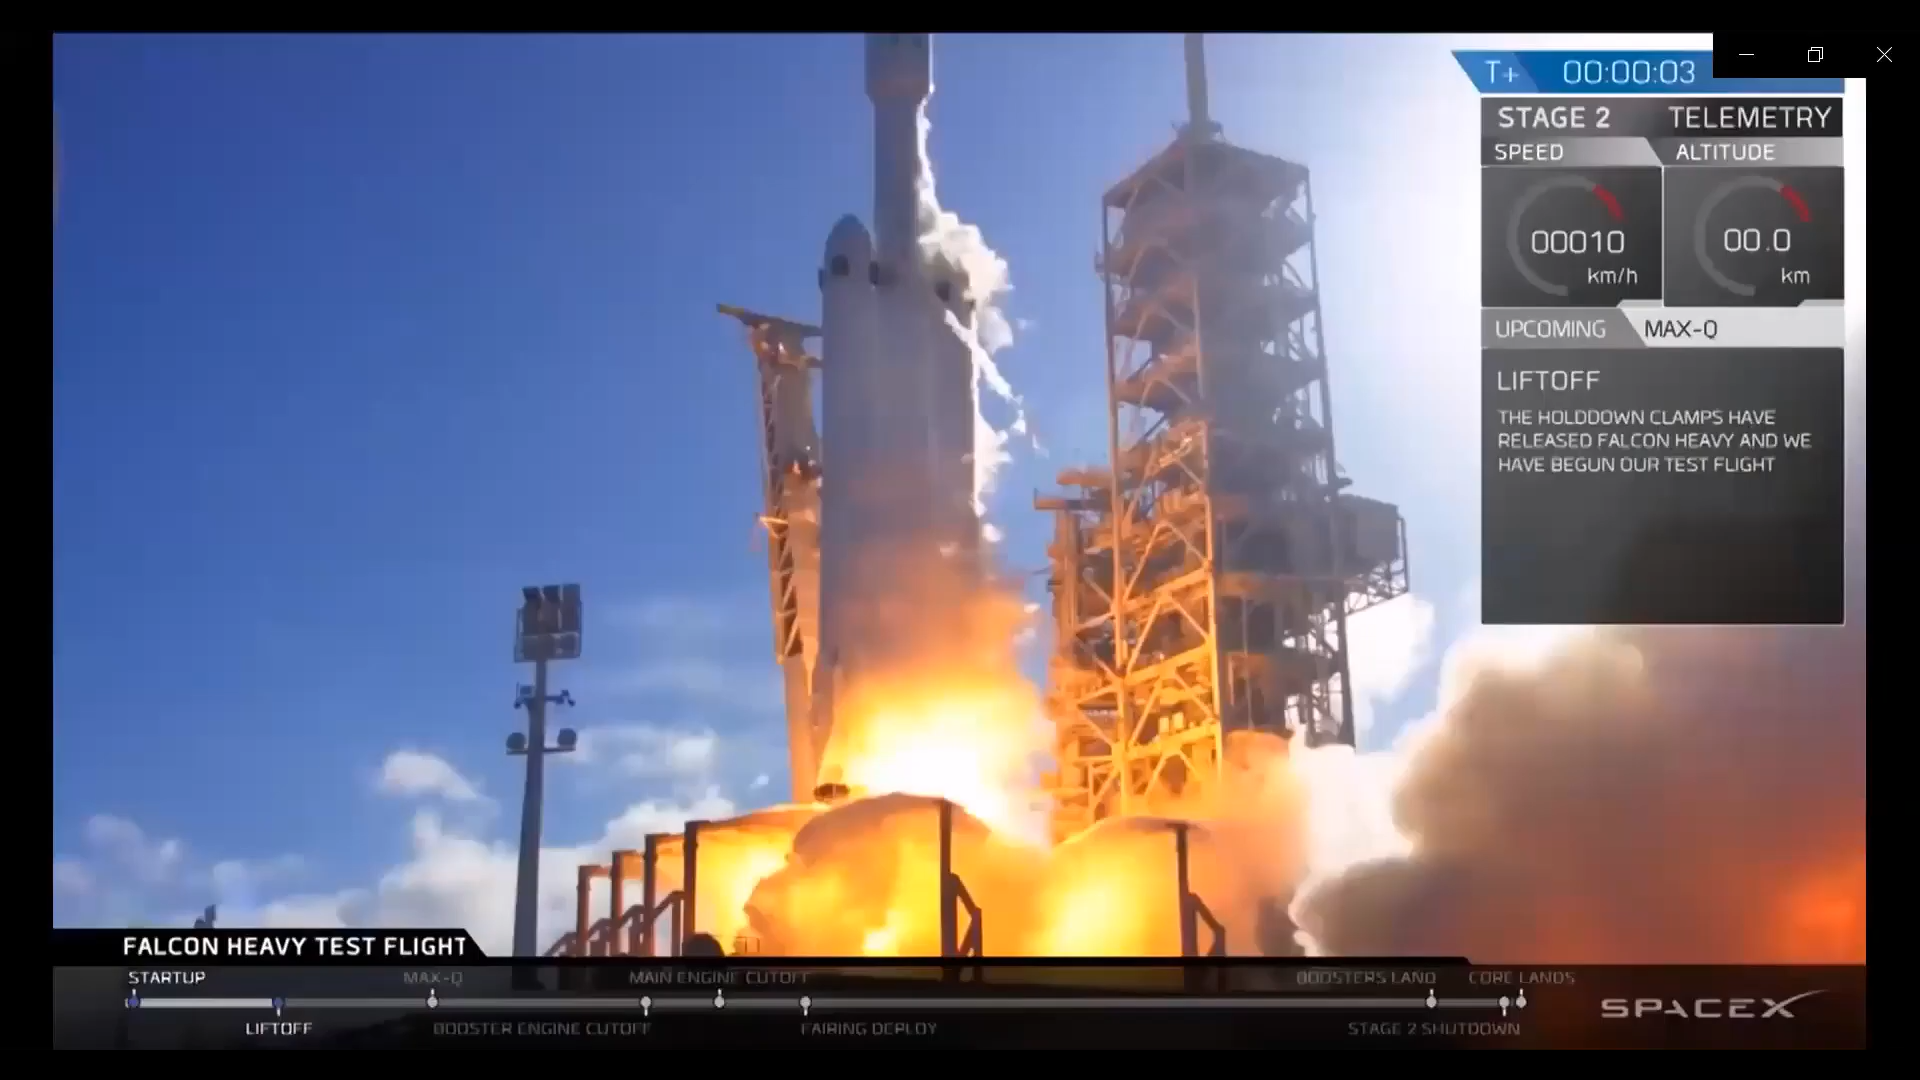 T+ 00:00:03
STAGE 2 TELEMETRY
SPEED ALTITUDE
00010 00.0
km/h km
UPCOMING MAX-Q
LIFTOFF
THE HOLDDOWN CLAMPS HAVE
RELEASED FALCON HEAVY AND WE
HAVE BEGUN OUR TEST FLIGHT
FALCON HEAVY TEST FLIGHT
STARTUP MAX-Q MAIN ENGINE CUTOFF BOOSTERS LAND CORE LANDS
SPACEX
LIFTOFF BOOSTER ENGINE CUTOFF FAIRING DEPLOY STAGE 2 SHUTDOWN